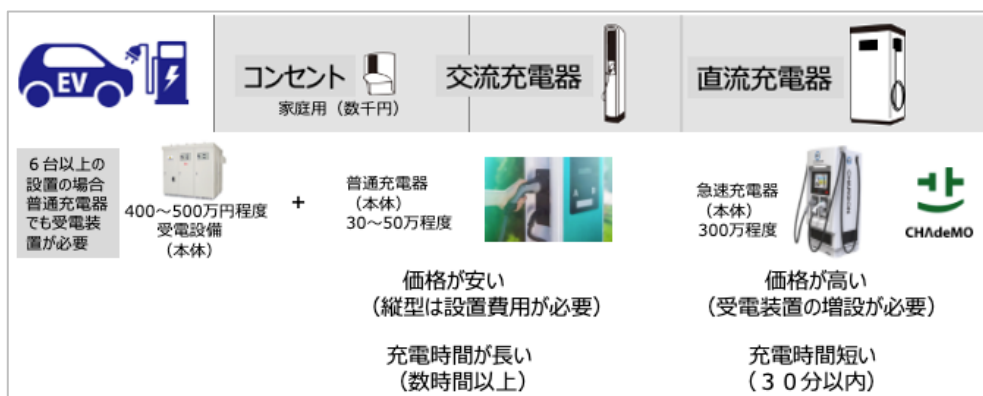 EV
コンセント
家庭用（数千円）
交流充電器
直流充電器
６台以上の
設置の場合
普通充電器
でも受電装
置が必要
400～500万円程度
受電設備
（本体）
+
普通充電器
（本体）
30～50万程度
急速充電器
（本体）
300万程度
CHAdeMO
価格が安い
（縦型は設置費用が必要）
充電時間が長い
（数時間以上）
価格が高い
（受電装置の増設が必要）
充電時間短い
（３０分以内）